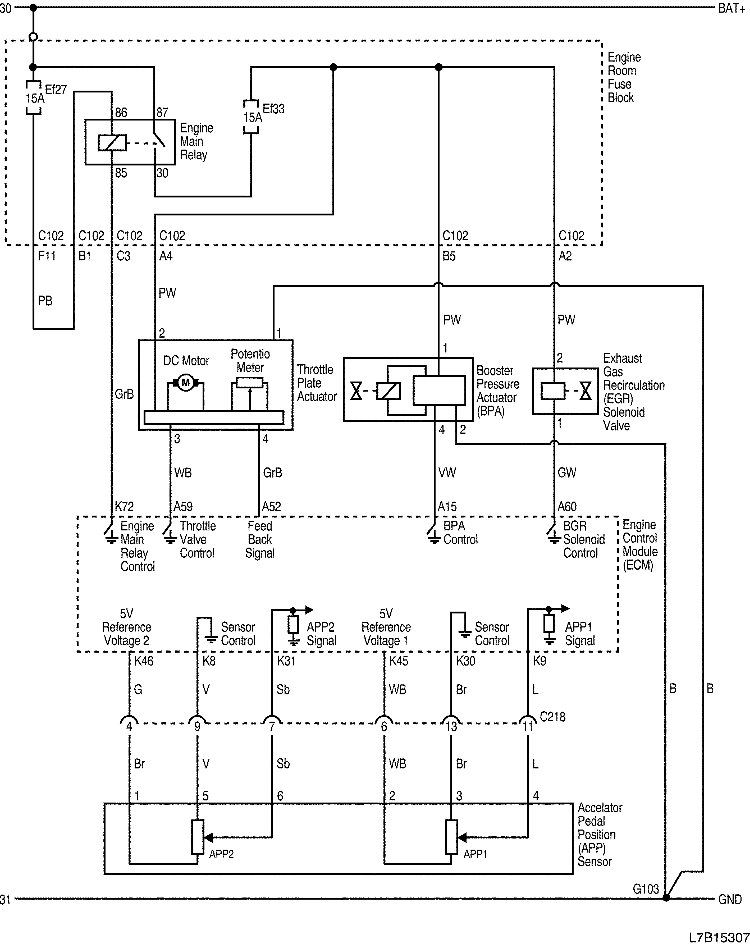 30
BAT+
Engine
Room
Fuse
Block
Ef27
15A
Ef33
15A
86
87
Engine
Main
Relay
85
30
C102
C102
C102
C102
C102
C102
F11
B1
C3
A4
B5
A2
PB
PW
PW
PW
2
1
1
2
DC Motor
Potentio
Meter
M
Throttle
Plate
Actuator
Booster
Pressure
Actuator
(BPA)
Exhaust
Gas
Recirculation
(EGR)
Solenoid
Valve
GrB
3
4
4
2
1
WB
GrB
VW
GW
K72
A59
A52
A15
A60
Engine
Main
Relay
Control
Throttle
Valve
Control
Feed
Back
Signal
BPA
Control
BGR
Solenoid
Control
Engine
Control
Module
(ECM)
5V
Reference
Voltage 2
Sensor
Control
APP2
Signal
5V
Reference
Voltage 1
Sensor
Control
APP1
Signal
K46
K8
K31
K45
K30
K9
G
V
Sb
WB
Br
L
B
B
4
9
7
6
13
11
C218
Br
V
Sb
WB
Br
L
1
5
6
2
3
4
APP2
APP1
Accelator
Pedal
Position
(APP)
Sensor
31
G103
GND
L7B15307